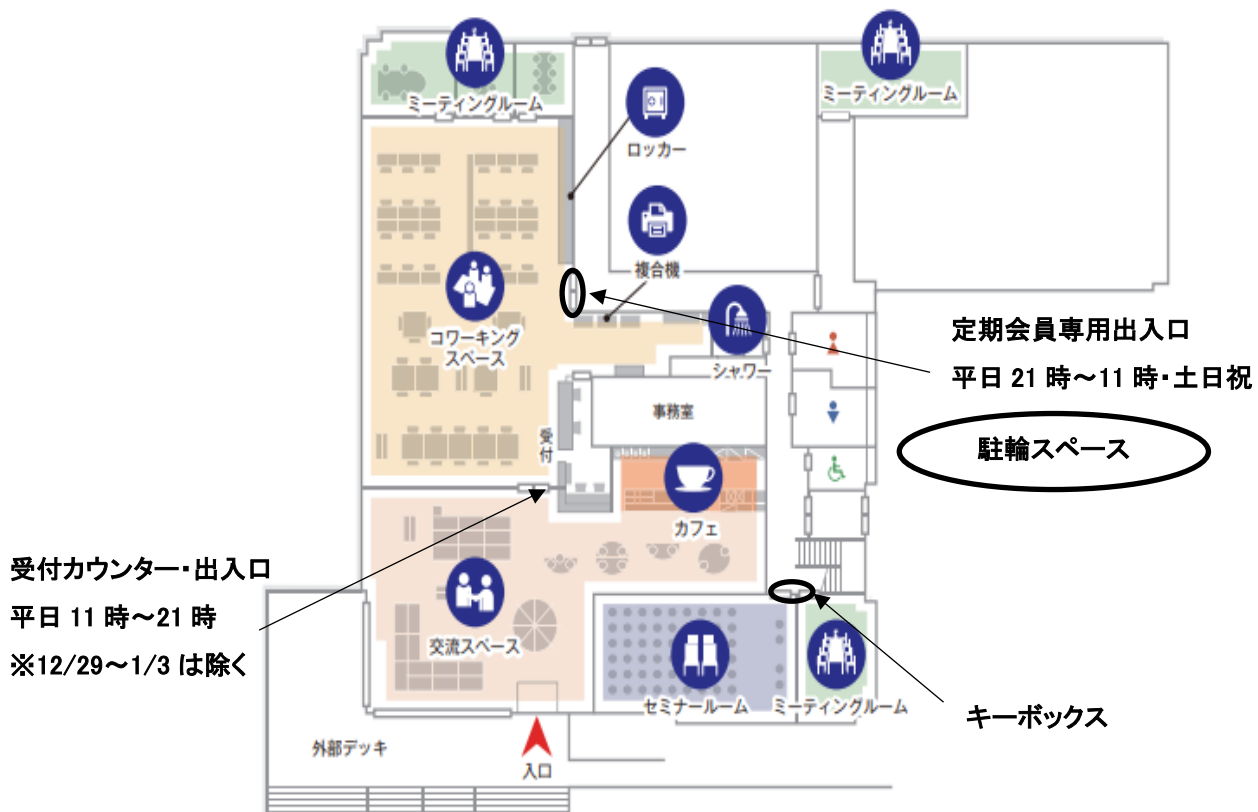 ミーティングルーム
ミーティングルーム
ロッカー
複合機
コワーキング
スペース
シャワー
定期会員専用出入口
平日 21 時～11 時・土日祝
事務室
駐輪スペース
受付
カフェ
受付カウンター・出入口
平日 11 時～21 時
※12/29～1/3 は除く
交流スペース
セミナールーム
ミーティングルーム
キーボックス
外部デッキ
入口